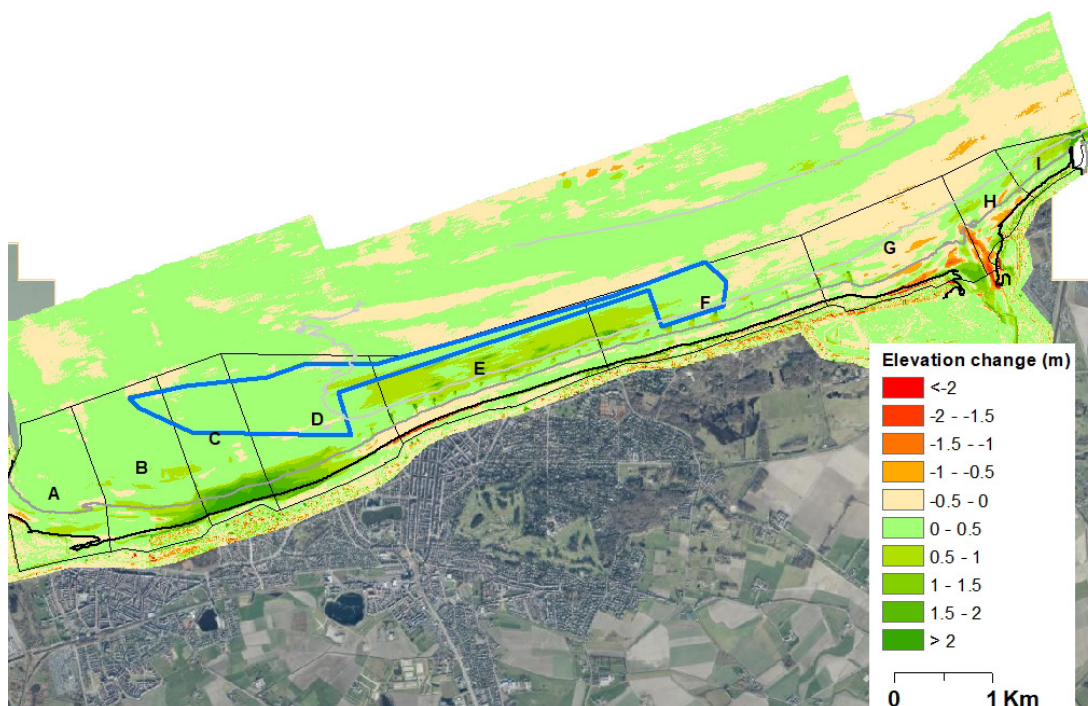 I
H
G
F
E
D
C
B
A
Elevation change (m)
<-2
-2 - -1.5
-1.5 - -1
-1 - -0.5
-0.5 - 0
0 - 0.5
0.5 - 1
1 - 1.5
1.5 - 2
> 2
0 1 Km